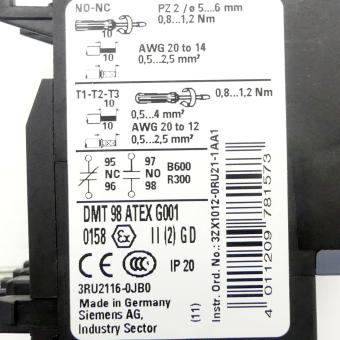 NO-NC
PZ 2 / ø 5...6 mm
0,8...1,2 Nm
10
10
AWG 20 to 14
0,5...2,5 mm²
T1-T2-T3
0,8...1,2 Nm
10
0,5...4 mm²
AWG 20 to 12
10
0,5...2,5 mm²
95 97
NC NO B600
96 98 R300
DMT 98 ATEX G001
0158 Ex II (2) G D
CCC IP 20
3RU2116-0JB0
Made in Germany
Siemens AG,
Industry Sector
(11)
Instr. Ord. No.: 3ZX1012-0RU21-1AA1
4 011209 781573